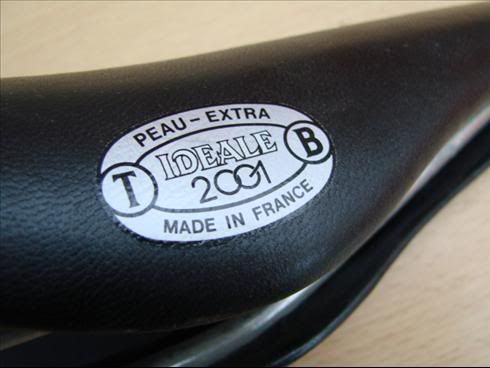 PEAU-EXTRA
T IDEALE B
2001
MADE IN FRANCE